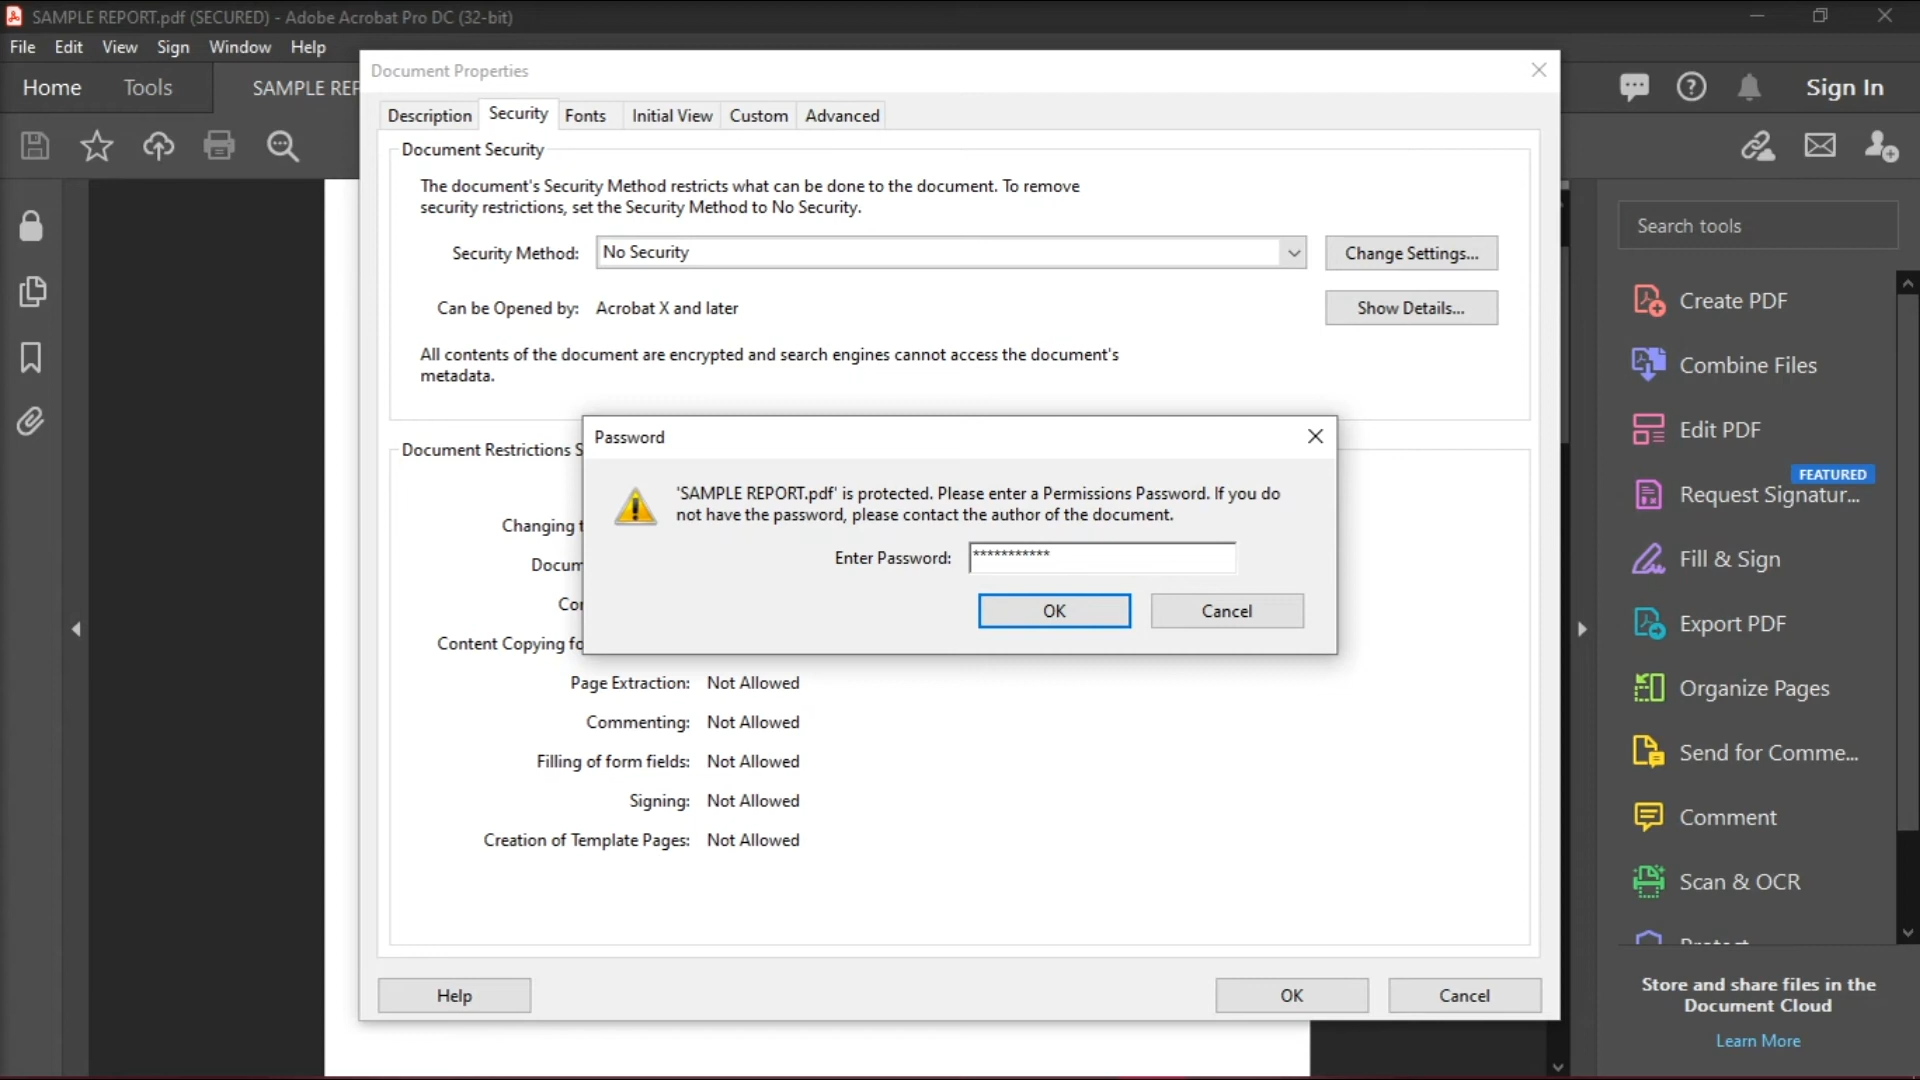 SAMPLE REPORT.pdf (SECURED) - Adobe Acrobat Pro DC (32-bit)
File Edit View Sign Window Help
Home Tools SAMPLE REP
Sign In
Document Properties
Description Security Fonts Initial View Custom Advanced
Document Security
The document's Security Method restricts what can be done to the document. To remove
security restrictions, set the Security Method to No Security.
Security Method: No Security Change Settings...
Can be Opened by: Acrobat X and later Show Details...
All contents of the document are encrypted and search engines cannot access the document's
metadata.
Document Restrictions S
Changing t
Docum
Co
Content Copying fo
Page Extraction: Not Allowed
Commenting: Not Allowed
Filling of form fields: Not Allowed
Signing: Not Allowed
Creation of Template Pages: Not Allowed
Help OK Cancel
Password
'SAMPLE REPORT.pdf' is protected. Please enter a Permissions Password. If you do
not have the password, please contact the author of the document.
Enter Password: ***********
OK Cancel
Search tools
Create PDF
Combine Files
Edit PDF
FEATURED
Request Signatur...
Fill & Sign
Export PDF
Organize Pages
Send for Comme...
Comment
Scan & OCR
Store and share files in the
Document Cloud
Learn More